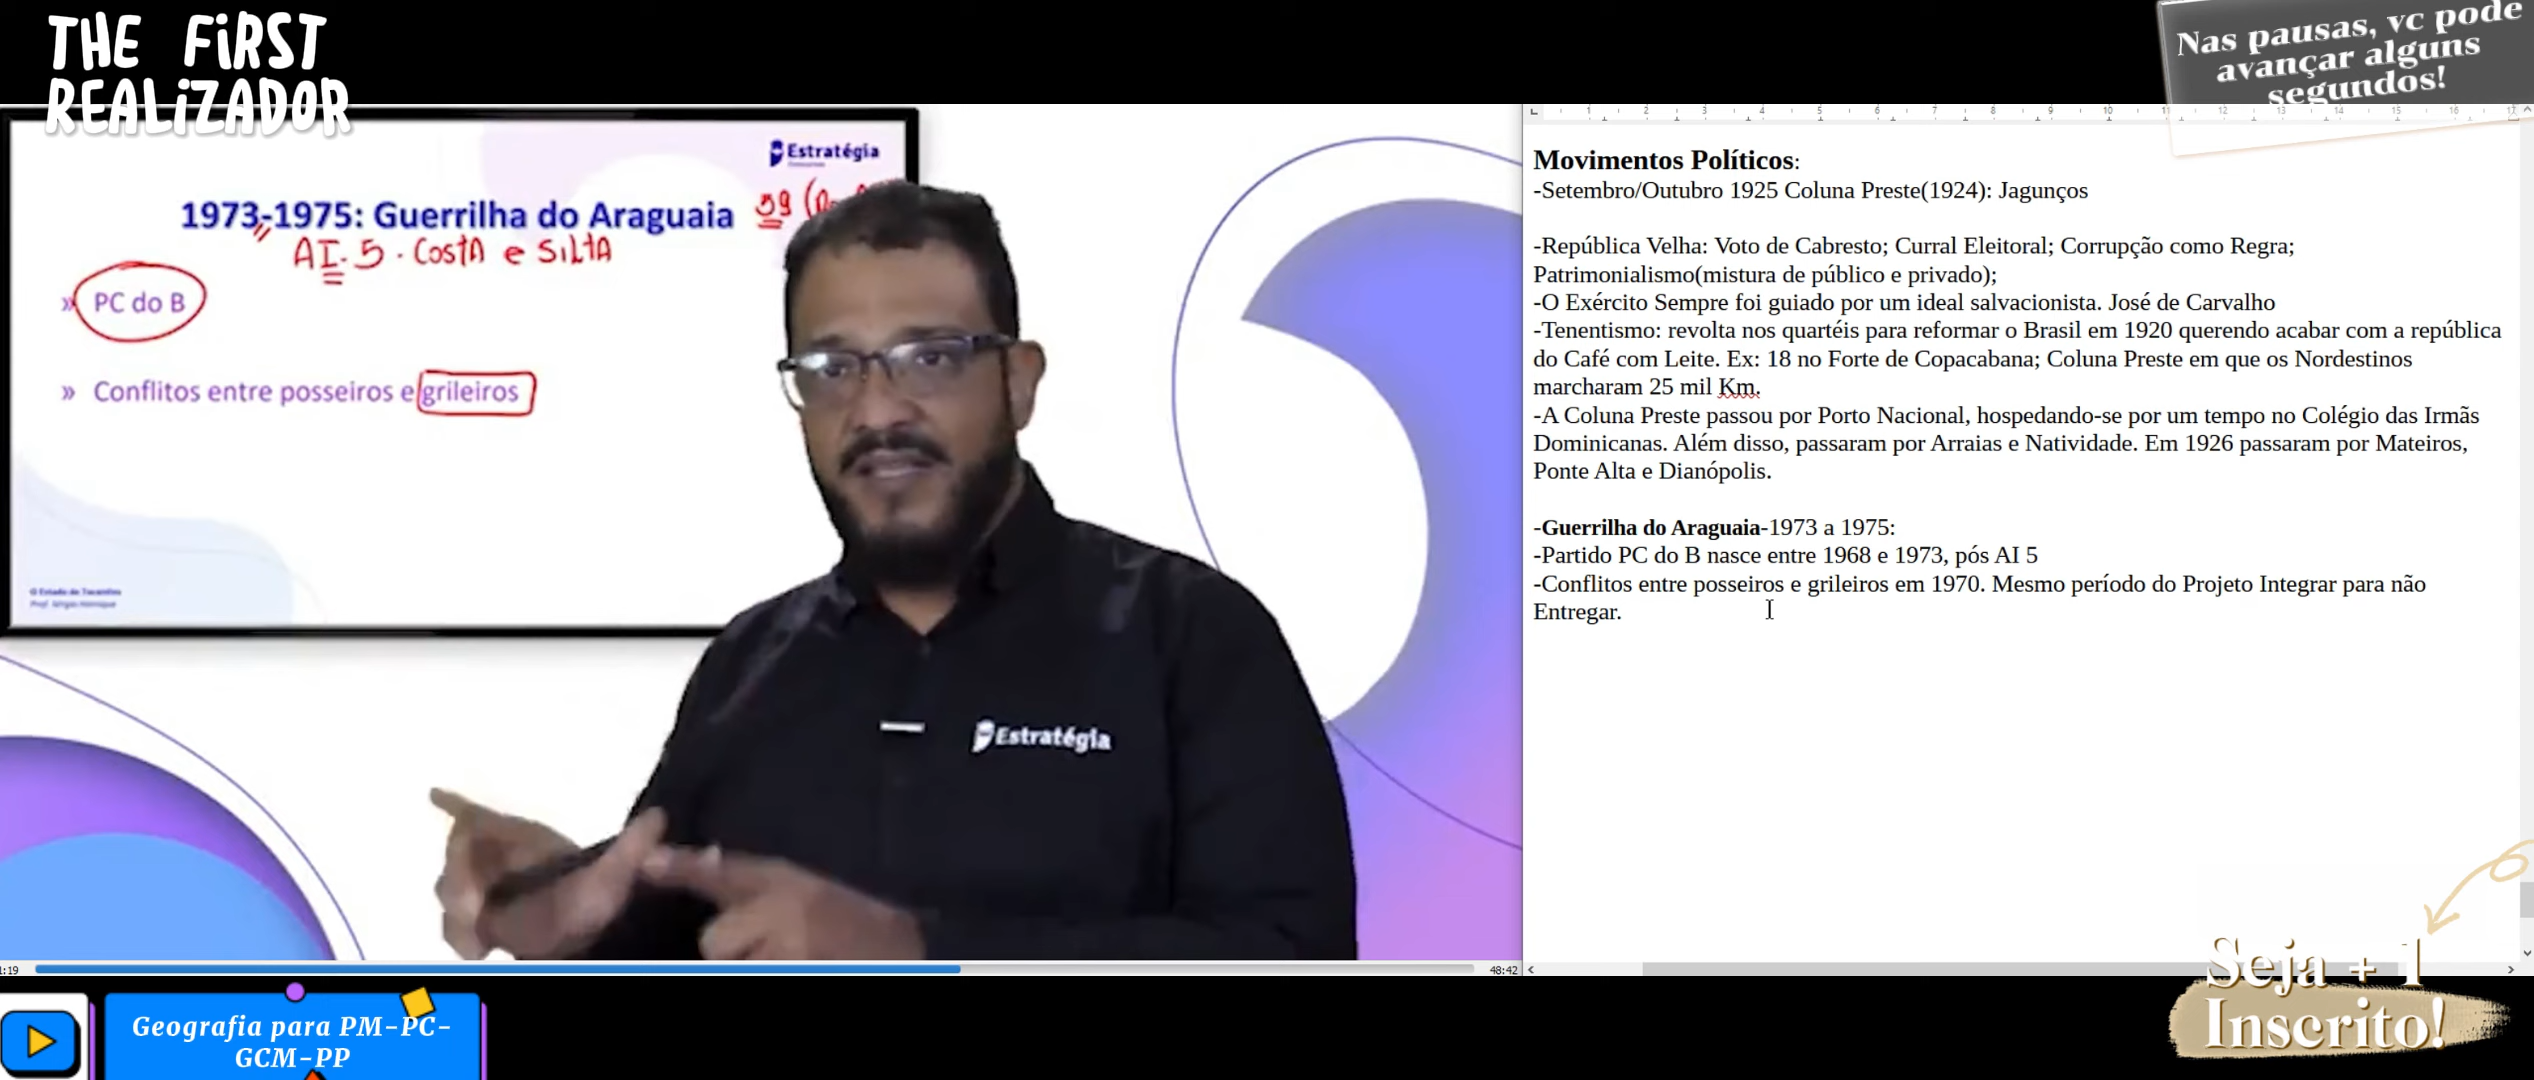 THE FIRST
REALIZADOR
Nas pausas, vc pode
avançar alguns
segundos!
Estratégia
1973-1975: Guerrilha do Araguaia
59
AI.5 · Costa e Silva
» PC do B
» Conflitos entre posseiros e grileiros
O Estado do Tocantins
Prof. Sérgio Henrique
Estratégia
48:42
Movimentos Políticos:
-Setembro/Outubro 1925 Coluna Preste(1924): Jagunços
-República Velha: Voto de Cabresto; Curral Eleitoral; Corrupção como Regra;
Patrimonialismo(mistura de público e privado);
-O Exército Sempre foi guiado por um ideal salvacionista. José de Carvalho
-Tenentismo: revolta nos quartéis para reformar o Brasil em 1920 querendo acabar com a república
do Café com Leite. Ex: 18 no Forte de Copacabana; Coluna Preste em que os Nordestinos
marcharam 25 mil Km.
-A Coluna Preste passou por Porto Nacional, hospedando-se por um tempo no Colégio das Irmãs
Dominicanas. Além disso, passaram por Arraias e Natividade. Em 1926 passaram por Mateiros,
Ponte Alta e Dianópolis.
-Guerrilha do Araguaia-1973 a 1975:
-Partido PC do B nasce entre 1968 e 1973, pós AI 5
-Conflitos entre posseiros e grileiros em 1970. Mesmo período do Projeto Integrar para não
Entregar.
Seja + 1
Inscrito!
Geografia para PM-PC-
GCM-PP